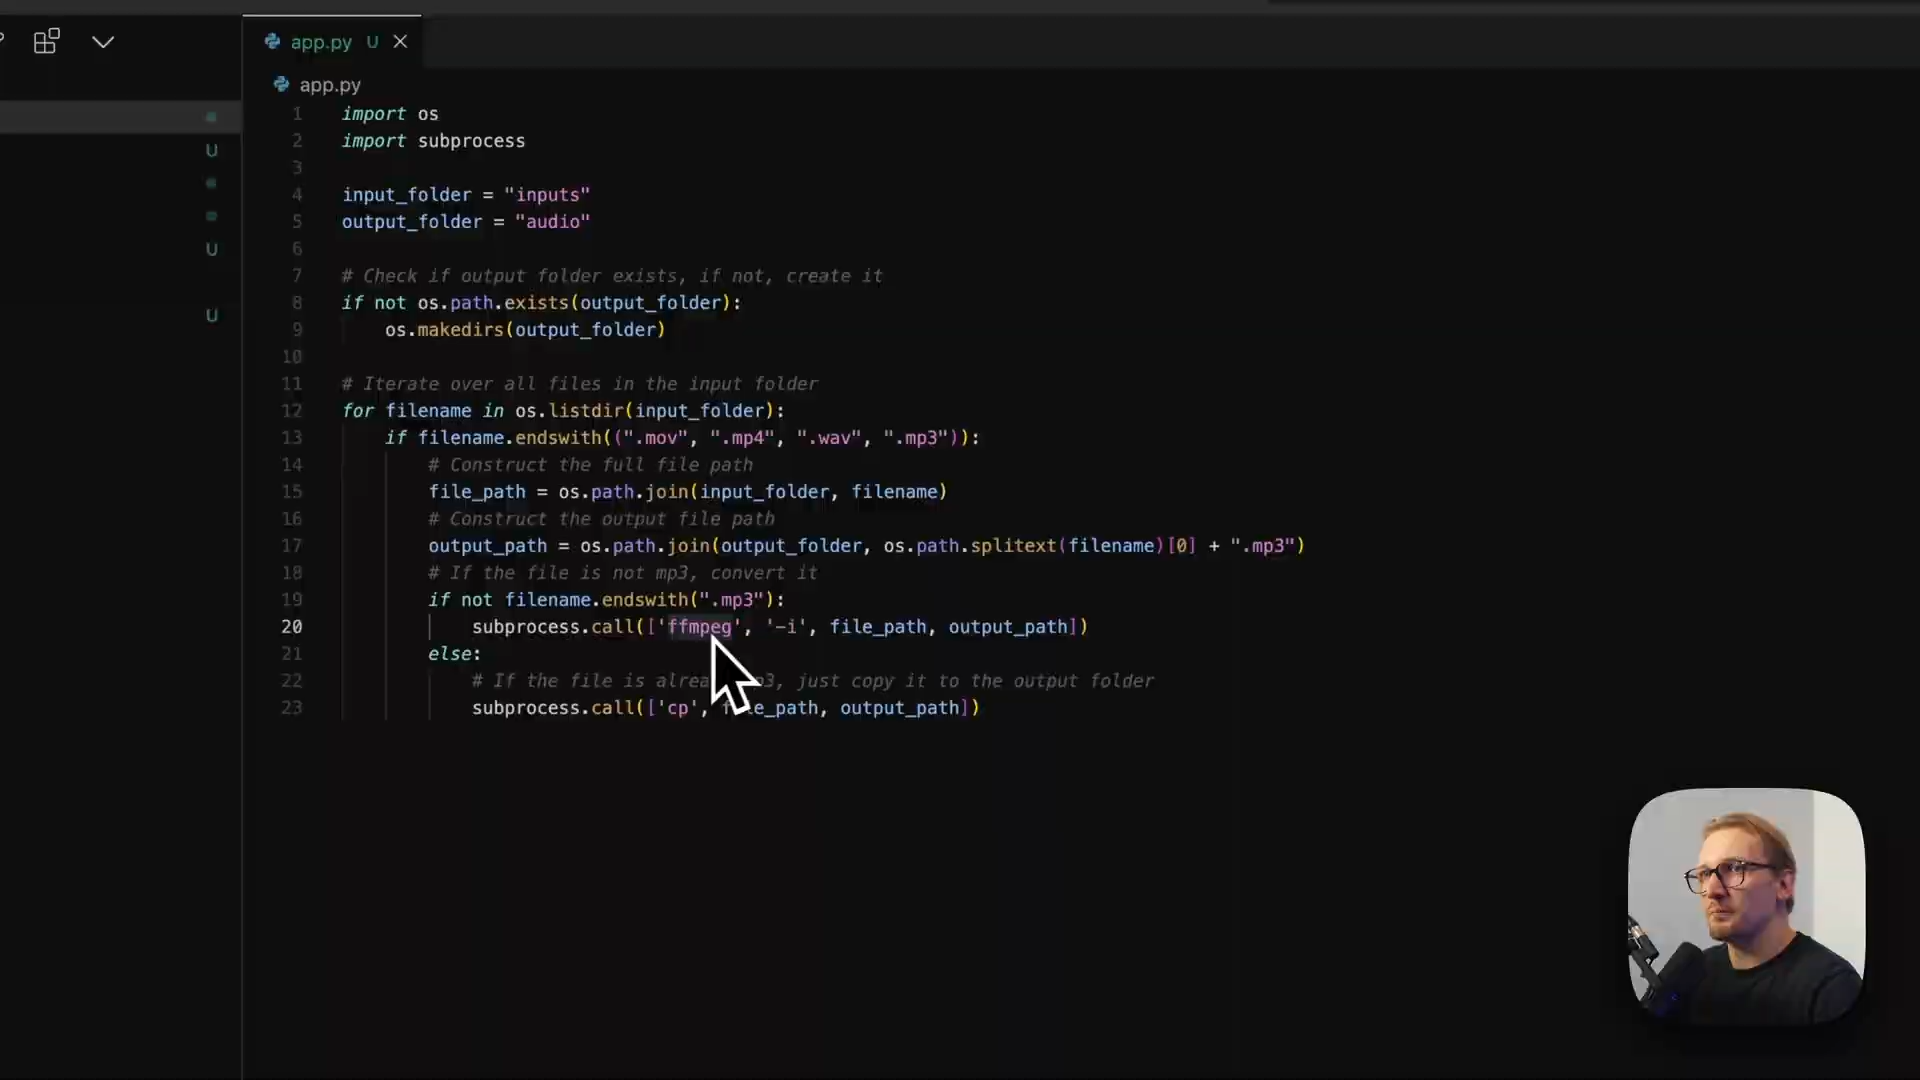 app.py U
app.py
1 import os
2 import subprocess
3
4 input_folder = "inputs"
5 output_folder = "audio"
6
7 # Check if output folder exists, if not, create it
8 if not os.path.exists(output_folder):
9 os.makedirs(output_folder)
10
11 # Iterate over all files in the input folder
12 for filename in os.listdir(input_folder):
13 if filename.endswith((".mov", ".mp4", ".wav", ".mp3")):
14 # Construct the full file path
15 file_path = os.path.join(input_folder, filename)
16 # Construct the output file path
17 output_path = os.path.join(output_folder, os.path.splitext(filename)[0] + ".mp3")
18 # If the file is not mp3, convert it
19 if not filename.endswith(".mp3"):
20 subprocess.call(['ffmpeg', '-i', file_path, output_path])
21 else:
22 # If the file is just copy it to the output folder
23 subprocess.call(['cp', output_path])
U
U
U